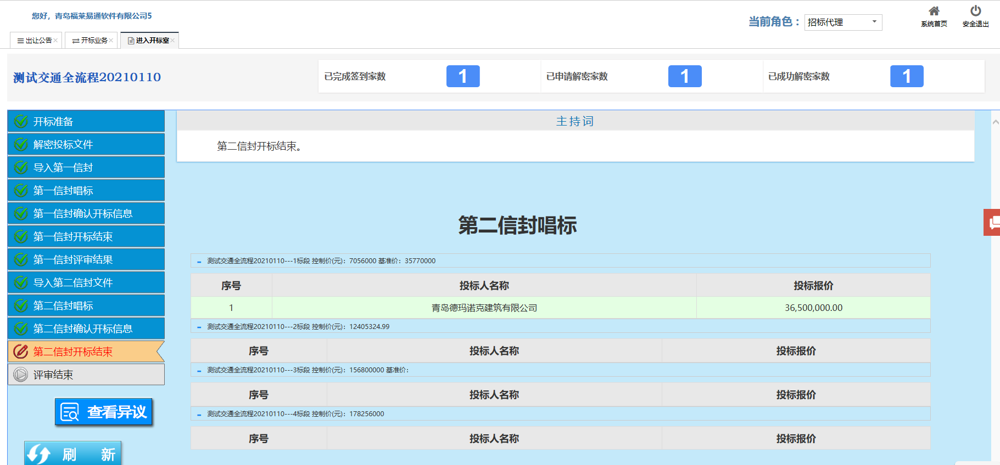 您好，青岛福莱易通软件有限公司5
当前角色： 招标代理
系统首页 安全退出
出让公告 开标业务 进入开标室
测试交通全流程20210110
已完成签到家数 1 已申请解密家数 1 已成功解密家数 1
开标准备
解密投标文件
导入第一信封
第一信封唱标
第一信封确认开标信息
第一信封开标结束
第一信封评审结果
导入第二信封文件
第二信封唱标
第二信封确认开标信息
第二信封开标结束
评审结束
查看异议
刷 新
主持词
第二信封开标结束。
第二信封唱标
测试交通全流程20210110---1标段 控制价(元)：7056000 基准价：35770000
序号 投标人名称 投标报价
1 青岛德玛诺克建筑有限公司 36,500,000.00
测试交通全流程20210110---2标段 控制价(元)：12405324.99
序号 投标人名称 投标报价
测试交通全流程20210110---3标段 控制价(元)：156800000 基准价：
序号 投标人名称 投标报价
测试交通全流程20210110---4标段 控制价(元)：178256000
序号 投标人名称 投标报价